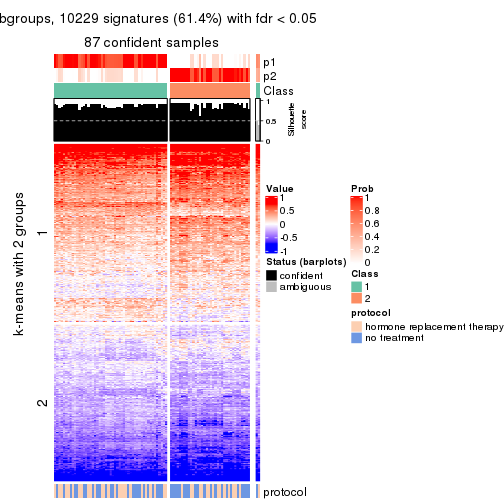 bgroups, 10229 signatures (61.4%) with fdr < 0.05
87 confident samples
p1
p2
Class
1
0.5
0
Silhouette
score
k-means with 2 groups
1
2
protocol
Value
1
0.5
0
-0.5
-1
Status (barplots)
confident
ambiguous
Prob
1
0.8
0.6
0.4
0.2
0
Class
1
2
protocol
hormone replacement therapy
no treatment